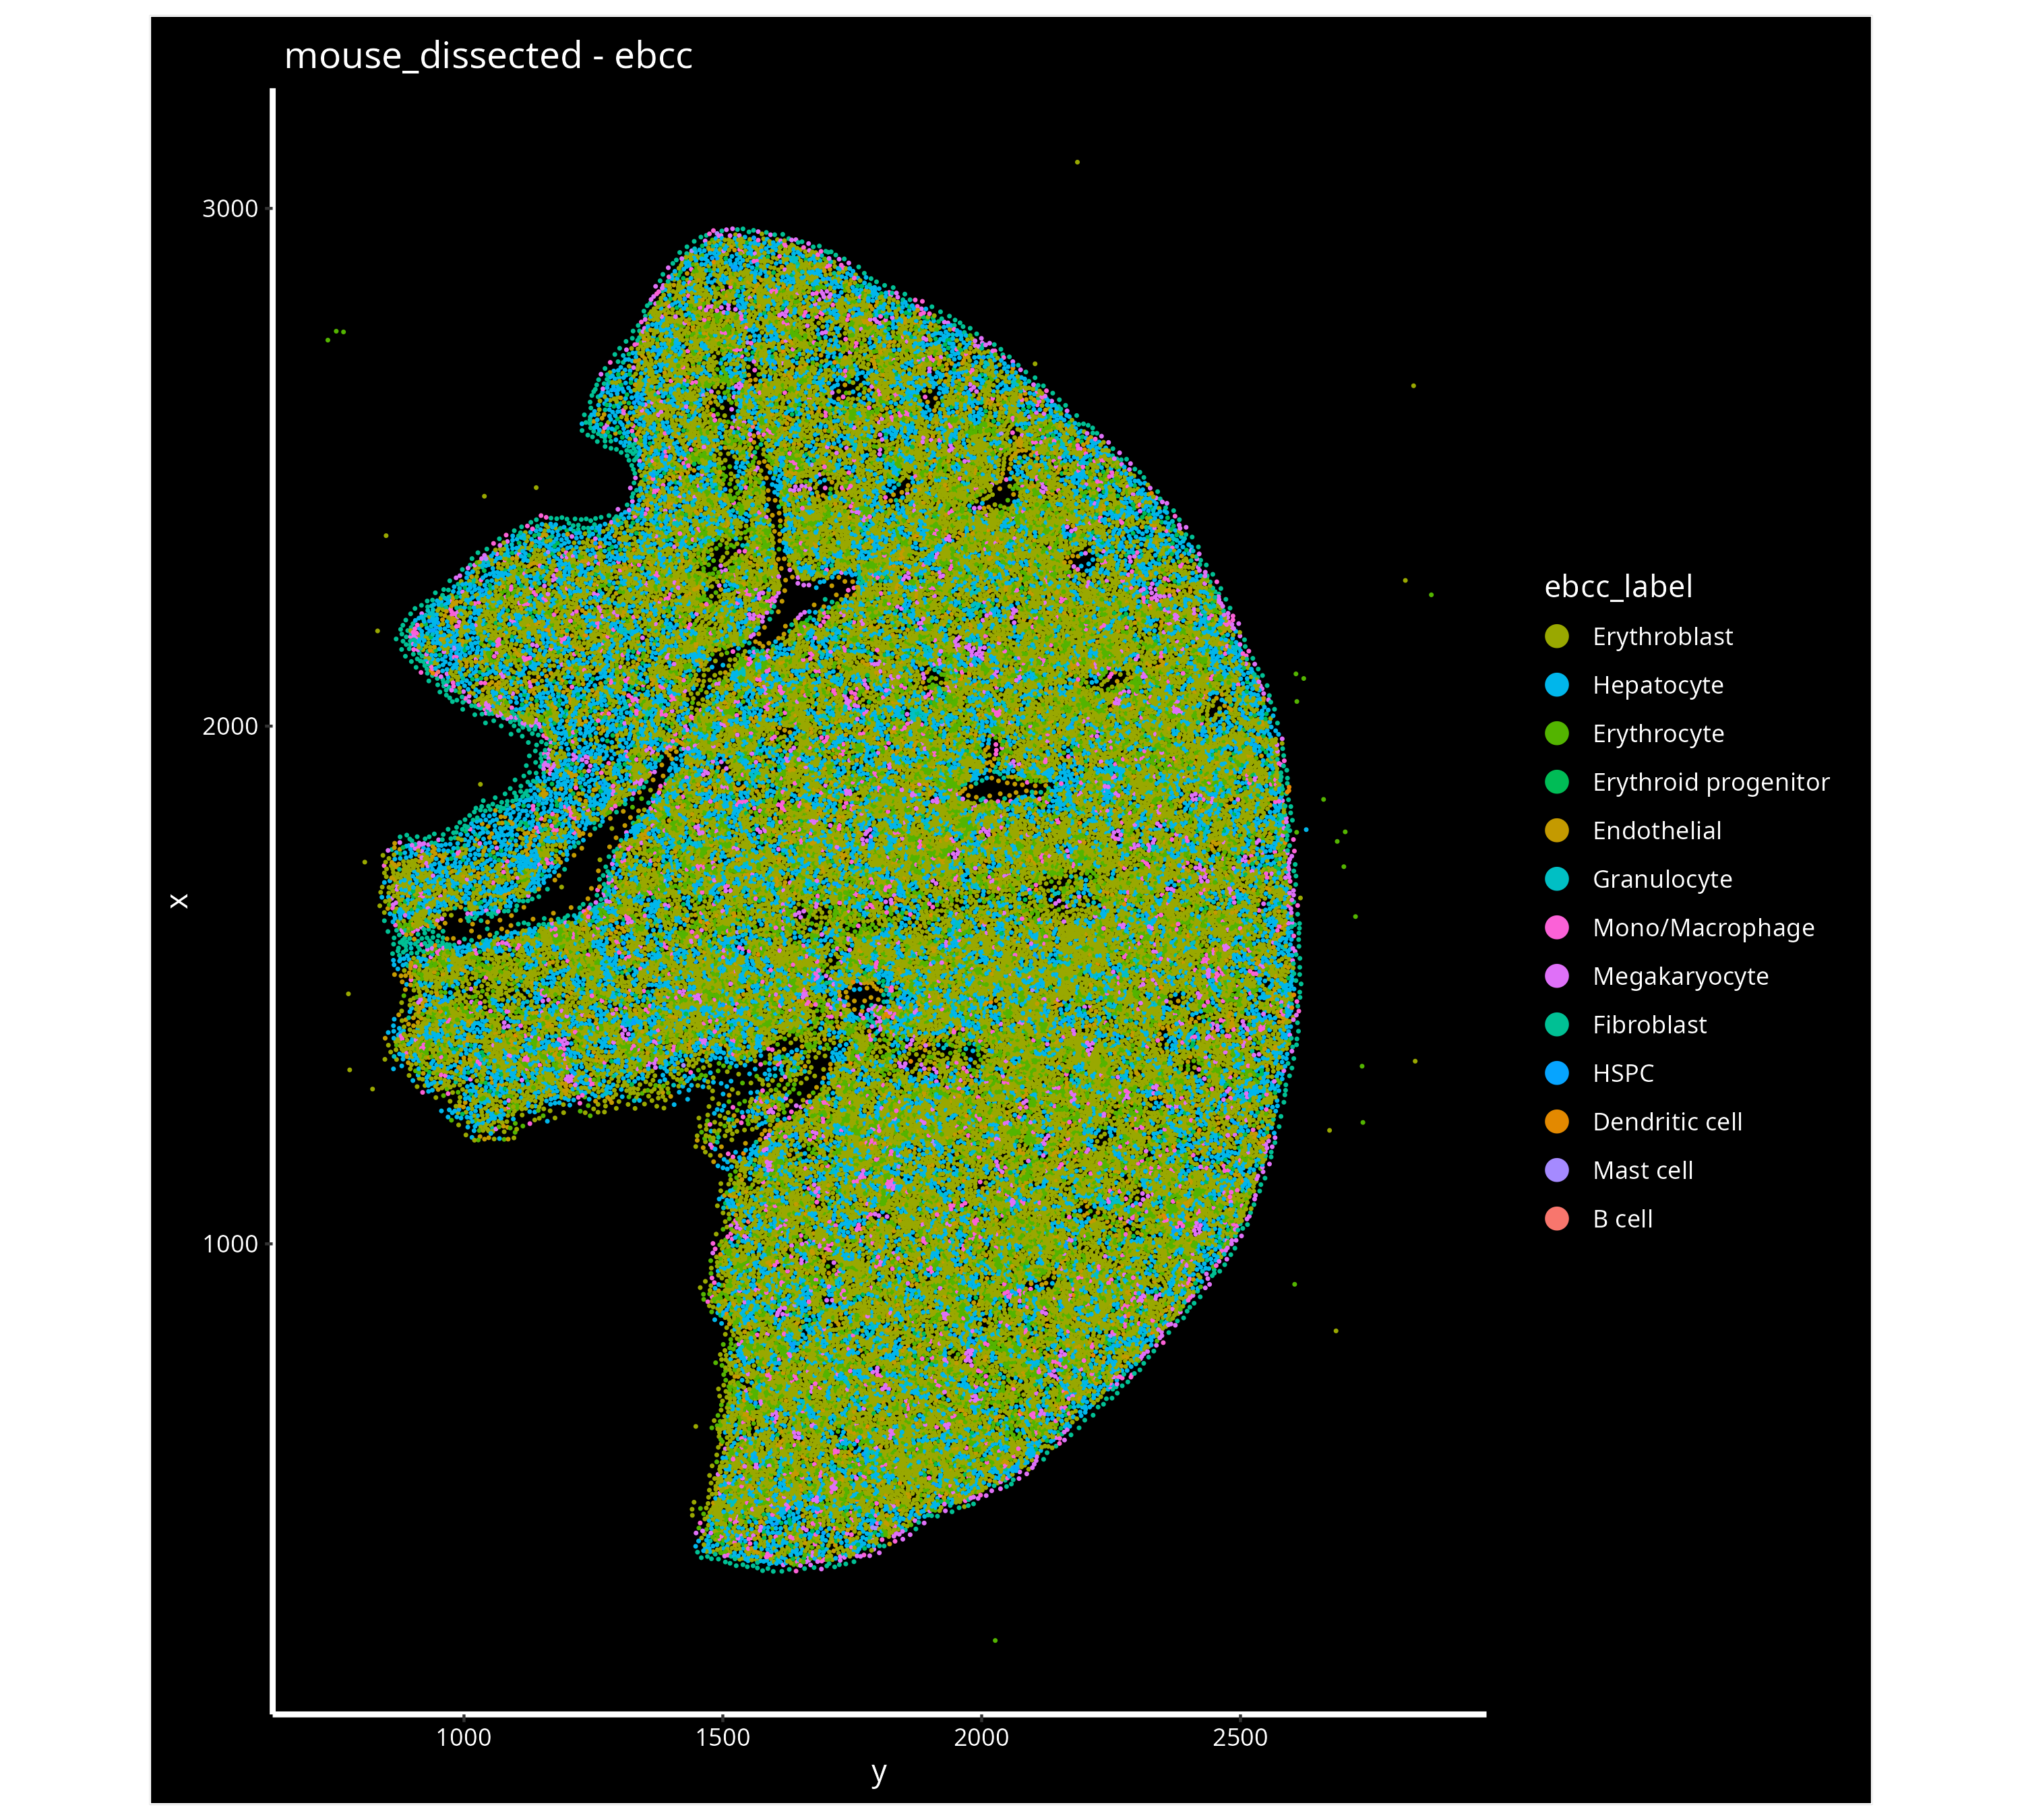 mouse_dissected - ebcc
3000
2000
1000
x
1000
1500
2000
2500
y
ebcc_label
Erythroblast
Hepatocyte
Erythrocyte
Erythroid progenitor
Endothelial
Granulocyte
Mono/Macrophage
Megakaryocyte
Fibroblast
HSPC
Dendritic cell
Mast cell
B cell